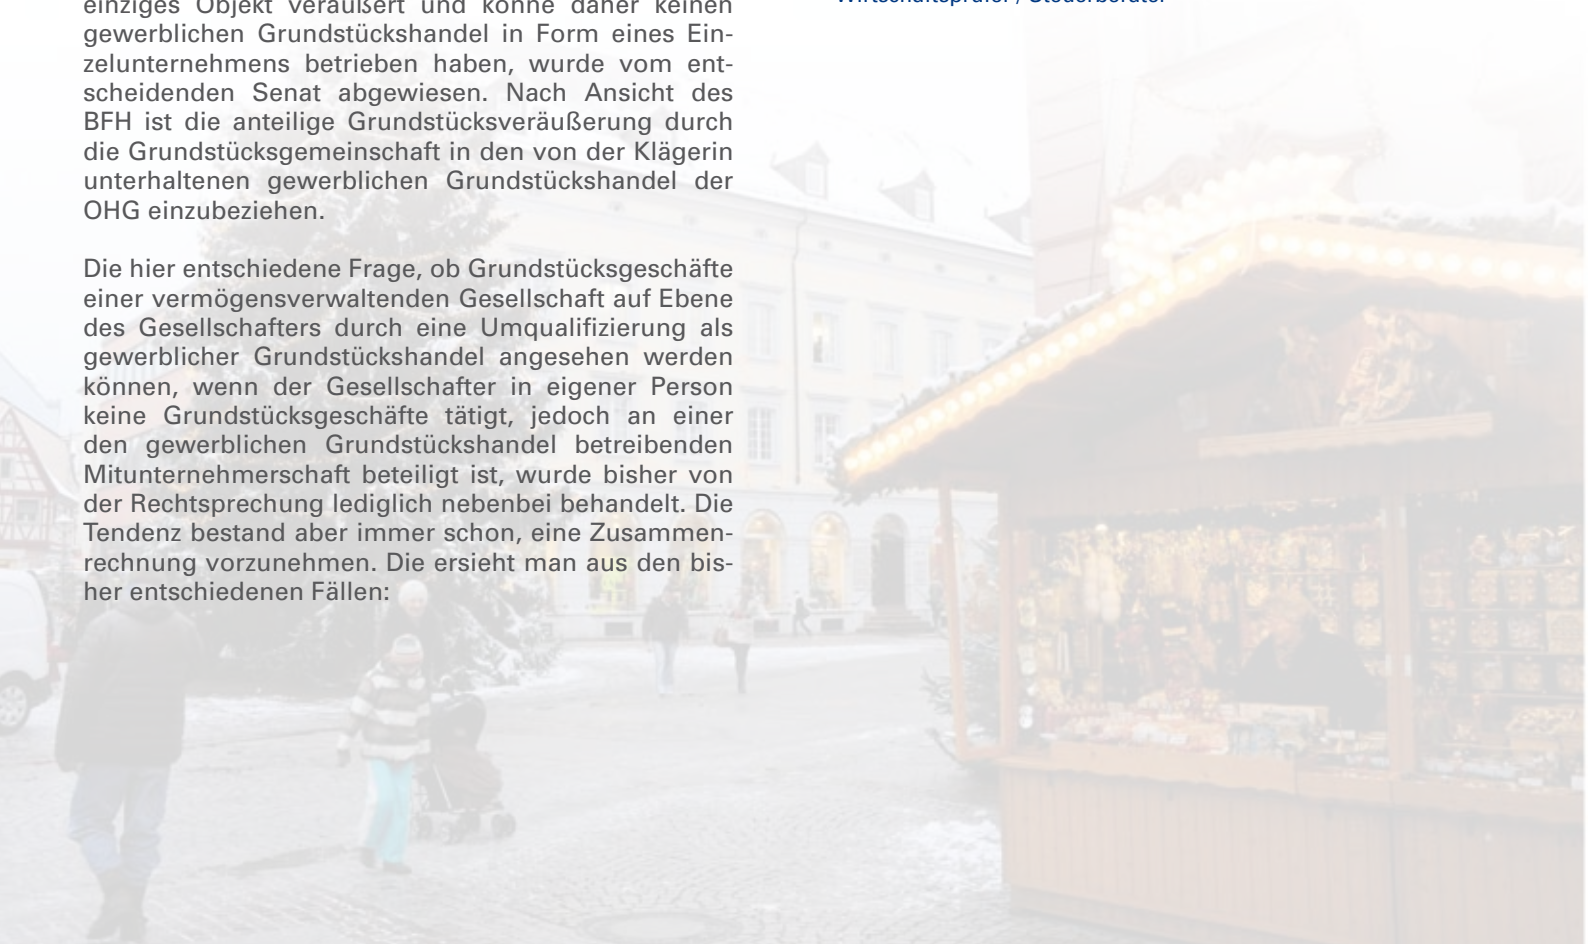 einziges Objekt veräußert und könne daher keinen
gewerblichen Grundstückshandel in Form eines Ein-
zelunternehmens betrieben haben, wurde vom ent-
scheidenden Senat abgewiesen. Nach Ansicht des
BFH ist die anteilige Grundstücksveräußerung durch
die Grundstücksgemeinschaft in den von der Klägerin
unterhaltenen gewerblichen Grundstückshandel der
OHG einzubeziehen.
Die hier entschiedene Frage, ob Grundstücksgeschäfte
einer vermögensverwaltenden Gesellschaft auf Ebene
des Gesellschafters durch eine Umqualifizierung als
gewerblicher Grundstückshandel angesehen werden
können, wenn der Gesellschafter in eigener Person
keine Grundstücksgeschäfte tätigt, jedoch an einer
den gewerblichen Grundstückshandel betreibenden
Mitunternehmerschaft beteiligt ist, wurde bisher von
der Rechtsprechung lediglich nebenbei behandelt. Die
Tendenz bestand aber immer schon, eine Zusammen-
rechnung vorzunehmen. Die ersieht man aus den bis-
her entschiedenen Fällen:
Wirtschaftsprüfer / Steuerberater